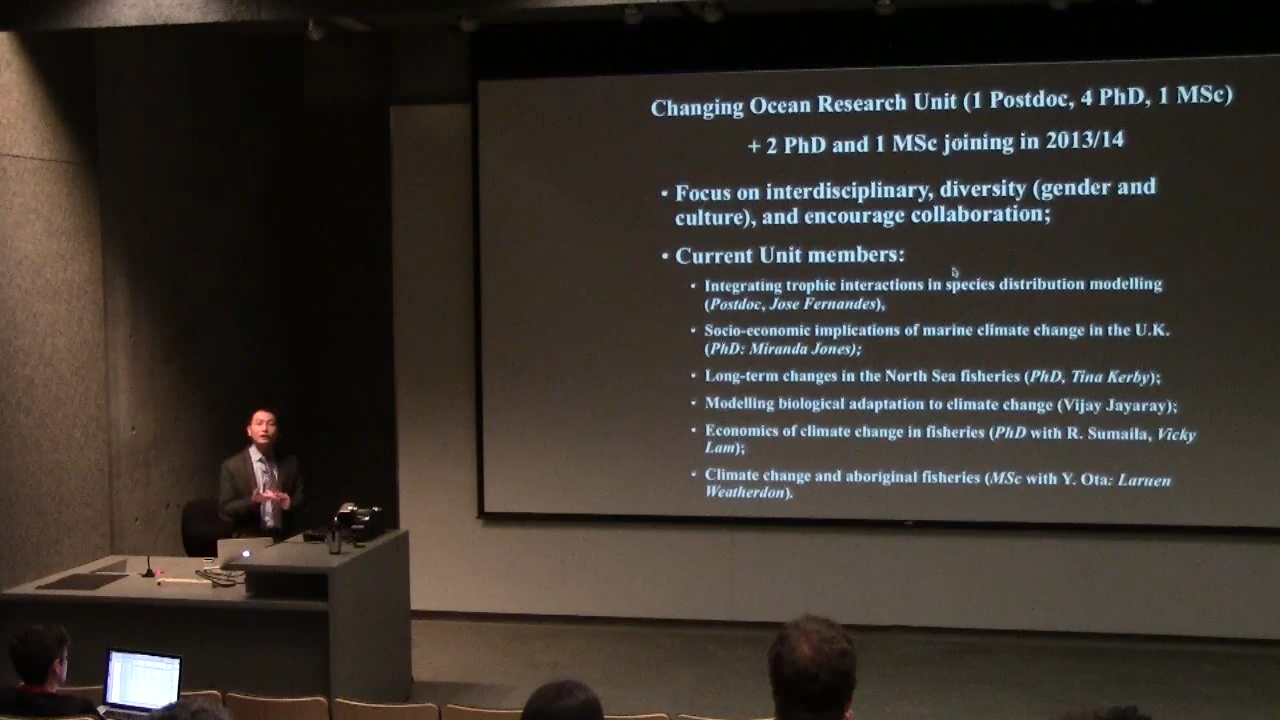 Changing Ocean Research Unit (1 Postdoc, 4 PhD, 1 MSc)
+ 2 PhD and 1 MSc joining in 2013/14
• Focus on interdisciplinary, diversity (gender and
culture), and encourage collaboration;
• Current Unit members:
• Integrating trophic interactions in species distribution modelling
(Postdoc, Jose Fernandes),
• Socio-economic implications of marine climate change in the U.K.
(PhD: Miranda Jones);
• Long-term changes in the North Sea fisheries (PhD, Tina Kerby);
• Modelling biological adaptation to climate change (Vijay Jayaray);
• Economics of climate change in fisheries (PhD with R. Sumaila, Vicky
Lam);
• Climate change and aboriginal fisheries (MSc with Y. Ota: Laruen
Weatherdon).